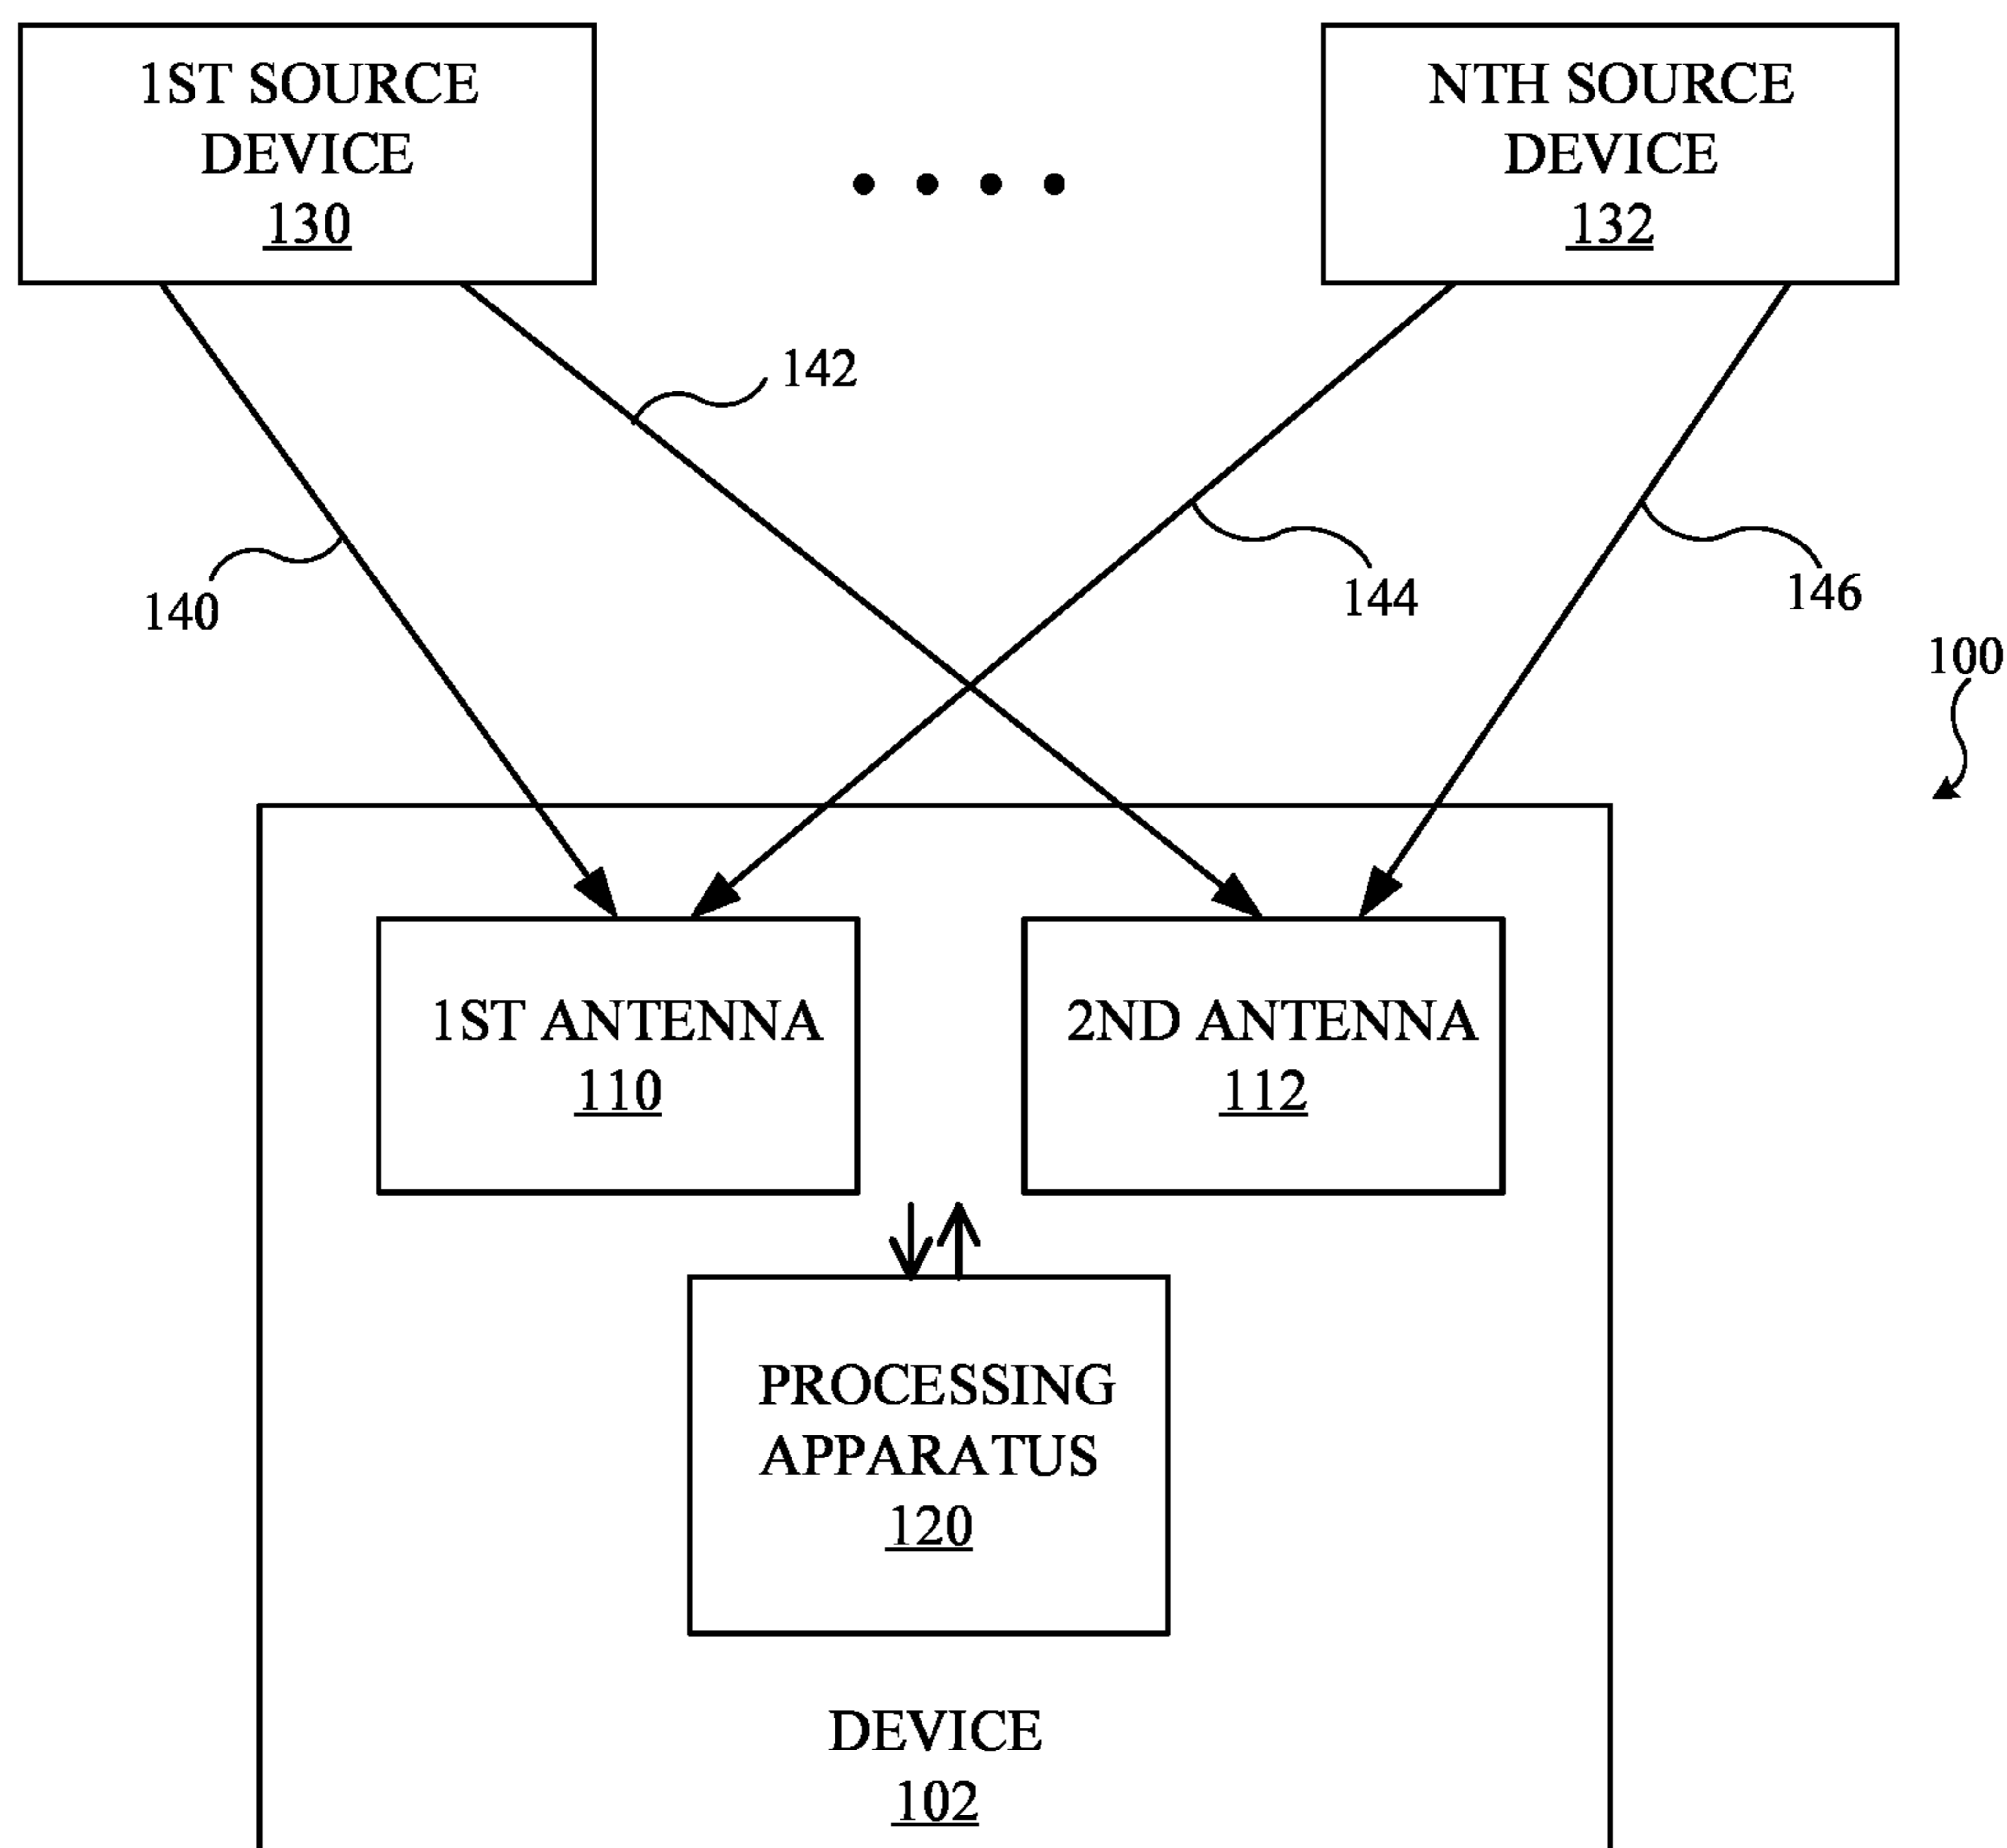 1ST SOURCE
DEVICE
130
NTH SOURCE
DEVICE
132
142
140
144
146
100
1ST ANTENNA
110
2ND ANTENNA
112
PROCESSING
APPARATUS
120
DEVICE
102